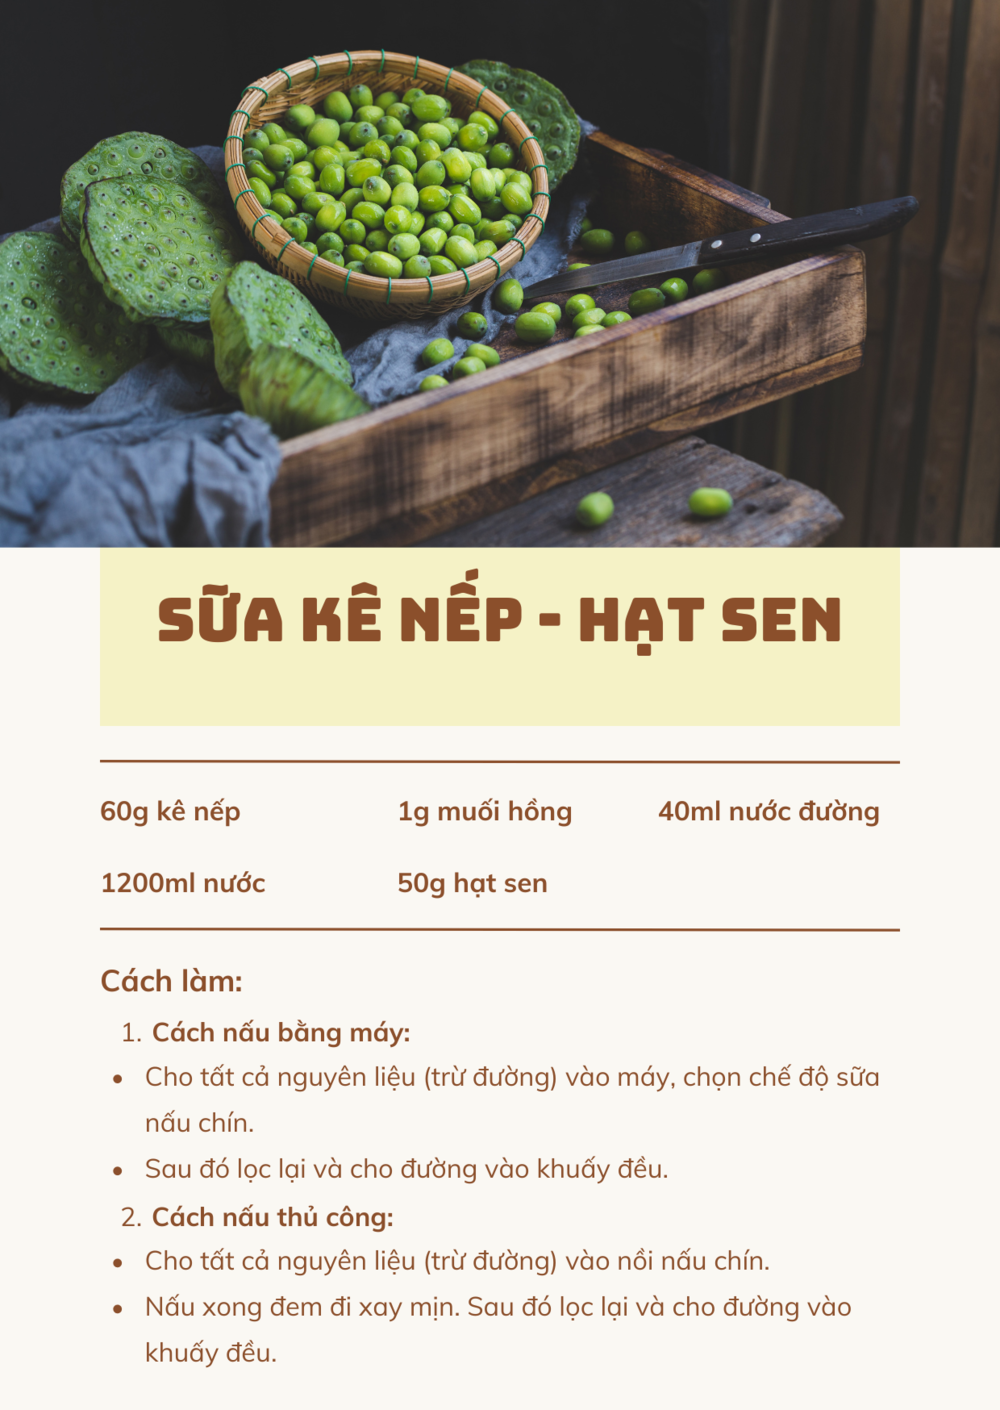 SỮA KÊ NẾP - HẠT SEN
60g kê nếp 1g muối hồng 40ml nước đường
1200ml nước 50g hạt sen
Cách làm:
1. Cách nấu bằng máy:
• Cho tất cả nguyên liệu (trừ đường) vào máy, chọn chế độ sữa
nấu chín.
• Sau đó lọc lại và cho đường vào khuấy đều.
2. Cách nấu thủ công:
• Cho tất cả nguyên liệu (trừ đường) vào nồi nấu chín.
• Nấu xong đem đi xay mịn. Sau đó lọc lại và cho đường vào
khuấy đều.